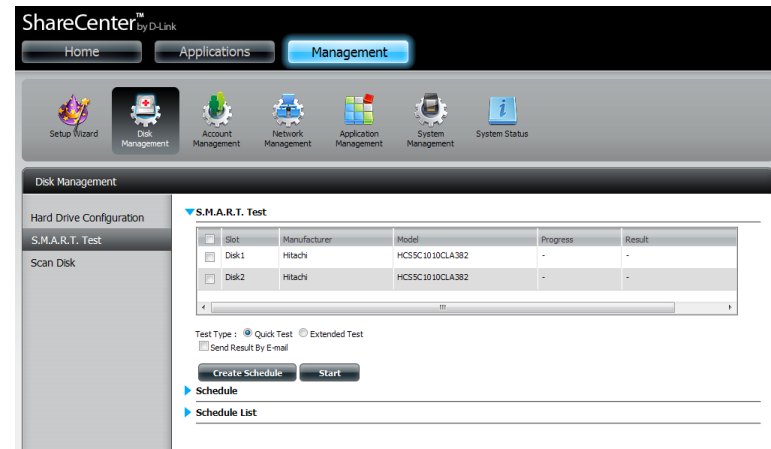 ShareCenter™ by D-Link
Home Applications Management
Setup Wizard Disk Management Account Management Network Management Application Management System Management System Status
Disk Management
Hard Drive Configuration
S.M.A.R.T. Test
Scan Disk
S.M.A.R.T. Test
Slot Manufacturer Model Progress Result
Disk1 Hitachi HCS5C1010CLA382 - -
Disk2 Hitachi HCS5C1010CLA382 - -
Test Type : Quick Test Extended Test
Send Result By E-mail
Create Schedule Start
Schedule
Schedule List